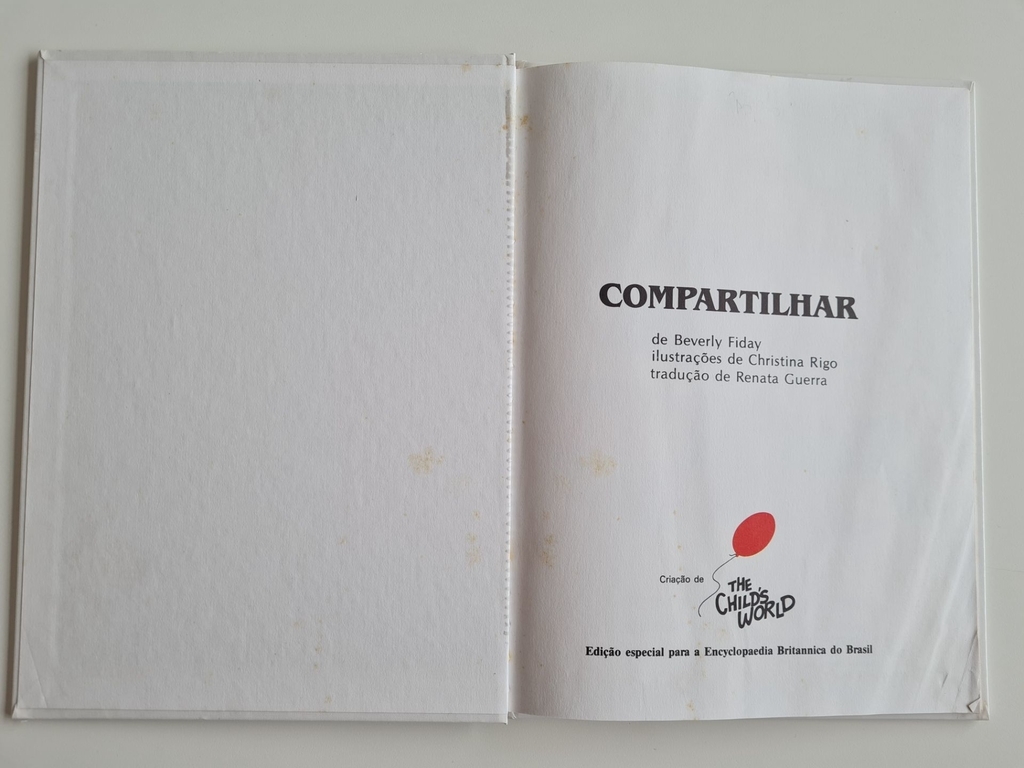 COMPARTILHAR
de Beverly Fiday
ilustrações de Christina Rigo
tradução de Renata Guerra
Criação de
THE
CHILD'S
WORLD
Edição especial para a Encyclopaedia Britannica do Brasil